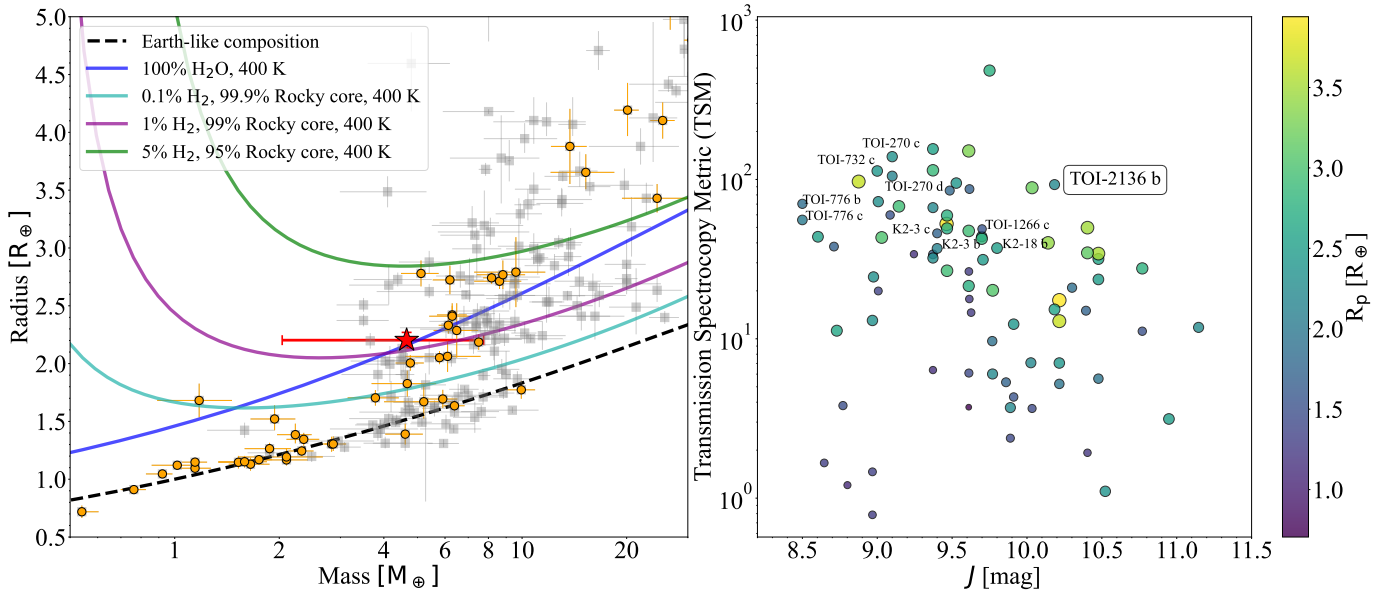 5.0
4.5
4.0
3.5
3.0
2.5
2.0
1.5
1.0
0.5
Radius [R⊕]
Earth-like composition
100% H₂O, 400 K
0.1% H₂, 99.9% Rocky core, 400 K
1% H₂, 99% Rocky core, 400 K
5% H₂, 95% Rocky core, 400 K
1 2 4 6 8 10 20
Mass [M⊕]
10³
10²
10¹
10⁰
Transmission Spectrocopy Metric (TSM)
TOI-270 c
TOI-732 c
TOI-2136 b
TOI-270 d
TOI-776 b
TOI-776 c
TOI-1266 c
K2-3 c
K2-3 b
K2-18 b
8.5 9.0 9.5 10.0 10.5 11.0 11.5
J [mag]
3.5
3.0
2.5
2.0
1.5
1.0
Rₚ [R⊕]